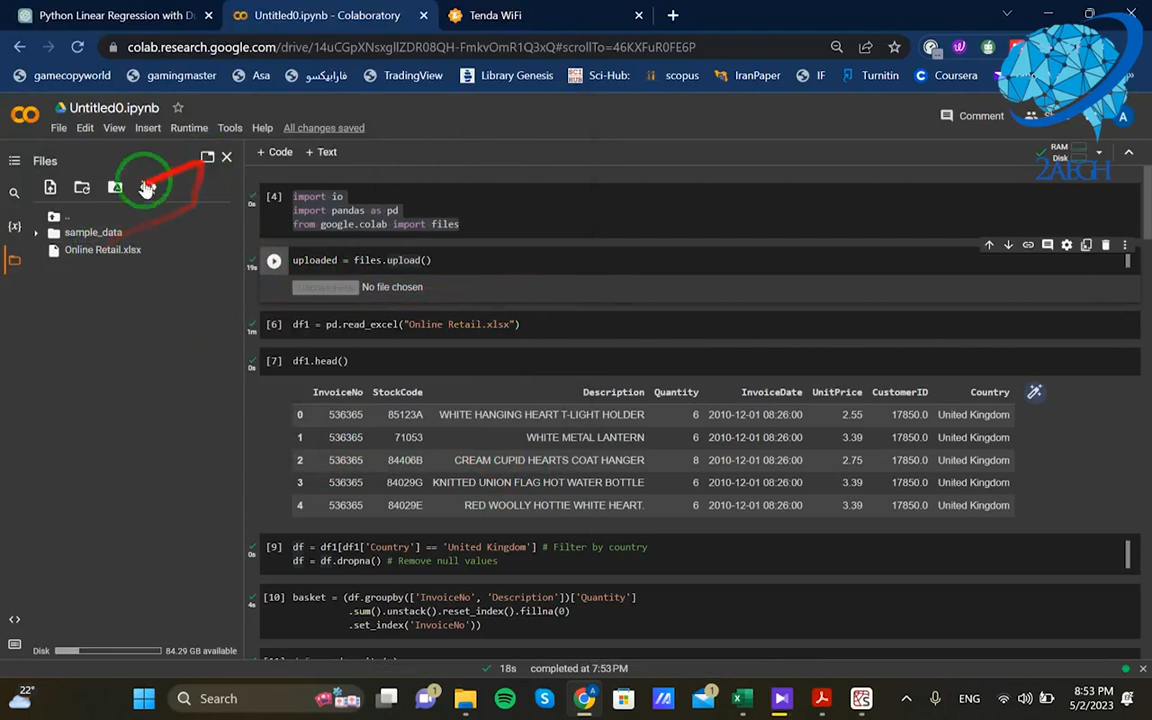 Python Linear Regression with Du
Untitled0.ipynb - Colaboratory
Tenda WiFi
colab.research.google.com/drive/14uCGpXNsxgllZDR08QH-FmkvOmR1Q3xQ#scrollTo=46KXFuR0FE6P
gamecopyworld
gamingmaster
Asa
فارابیکسو
TradingView
Library Genesis
Sci-Hub:
scopus
IranPaper
IF
Turnitin
Coursera
Untitled0.ipynb
File Edit View Insert Runtime Tools Help All changes saved
Comment
A
2AFGH
Files
+ Code + Text
RAM
Disk
..
sample_data
Online Retail.xlsx
[4] import io
0s
import pandas as pd
from google.colab import files
uploaded = files.upload()
19s
No file chosen
[6] df1 = pd.read_excel("Online Retail.xlsx")
1m
[7] df1.head()
0s
InvoiceNo StockCode Description Quantity InvoiceDate UnitPrice CustomerID Country
0 536365 85123A WHITE HANGING HEART T-LIGHT HOLDER 6 2010-12-01 08:26:00 2.55 17850.0 United Kingdom
1 536365 71053 WHITE METAL LANTERN 6 2010-12-01 08:26:00 3.39 17850.0 United Kingdom
2 536365 84406B CREAM CUPID HEARTS COAT HANGER 8 2010-12-01 08:26:00 2.75 17850.0 United Kingdom
3 536365 84029G KNITTED UNION FLAG HOT WATER BOTTLE 6 2010-12-01 08:26:00 3.39 17850.0 United Kingdom
4 536365 84029E RED WOOLLY HOTTIE WHITE HEART. 6 2010-12-01 08:26:00 3.39 17850.0 United Kingdom
[9] df = df1[df1['Country'] == 'United Kingdom'] # Filter by country
0s
df = df.dropna() # Remove null values
[10] basket = (df.groupby(['InvoiceNo', 'Description'])['Quantity']
4s
.sum().unstack().reset_index().fillna(0)
.set_index('InvoiceNo'))
Disk 84.29 GB available
18s completed at 7:53 PM
22°
Search
ENG
8:53 PM
5/2/2023